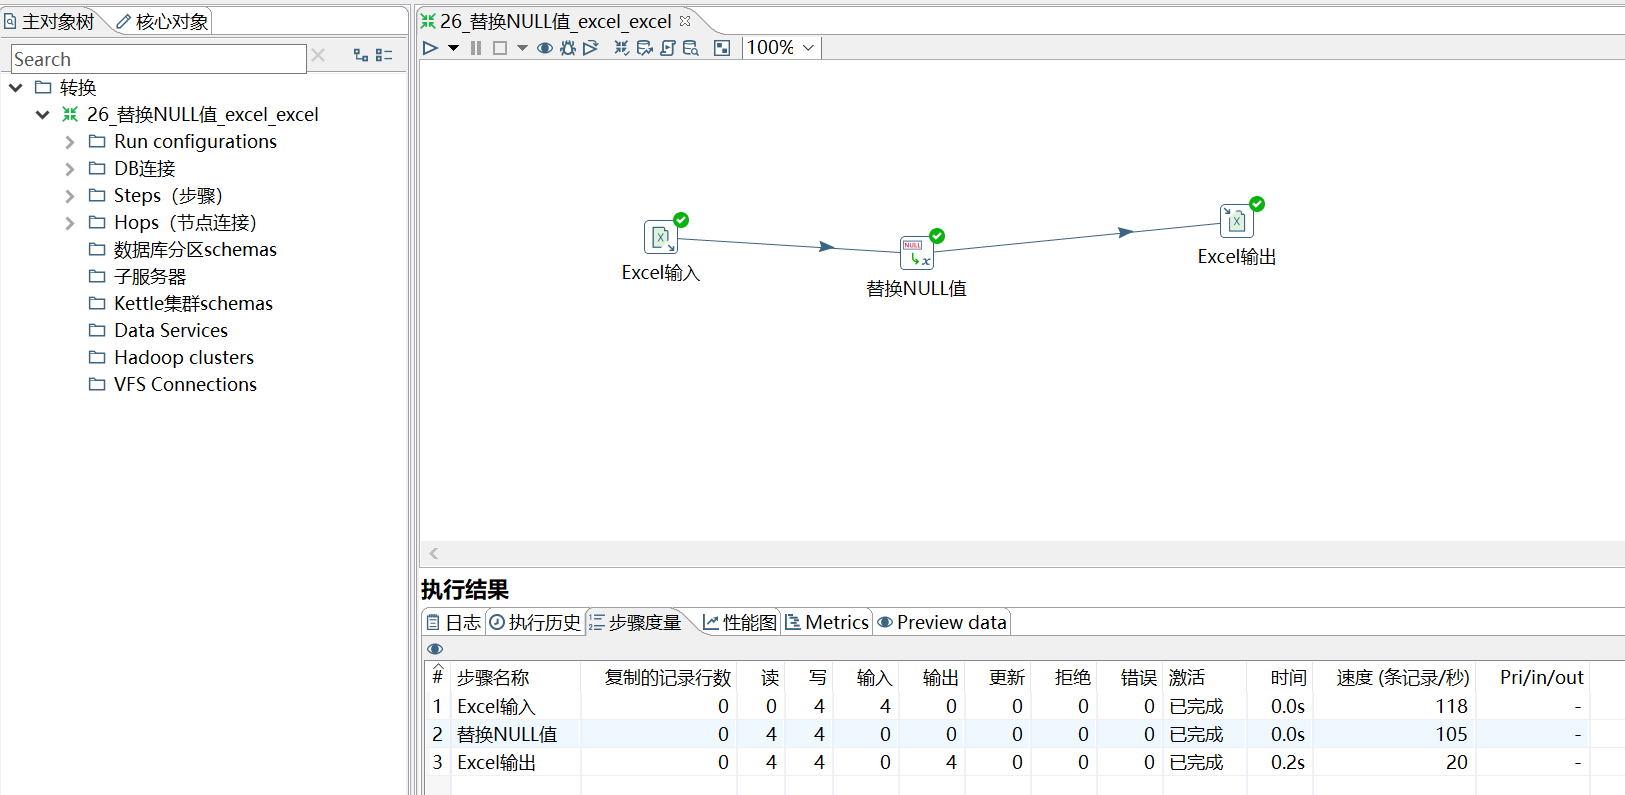 主对象树 核心对象
Search
转换
26_替换NULL值_excel_excel
Run configurations
DB连接
Steps（步骤）
Hops（节点连接）
数据库分区schemas
子服务器
Kettle集群schemas
Data Services
Hadoop clusters
VFS Connections
26_替换NULL值_excel_excel
100%
Excel输入
NULL
替换NULL值
Excel输出
执行结果
日志 执行历史 步骤度量 性能图 Metrics Preview data
# 步骤名称 复制的记录行数 读 写 输入 输出 更新 拒绝 错误 激活 时间 速度 (条记录/秒) Pri/in/out
1 Excel输入 0 0 4 4 0 0 0 0 已完成 0.0s 118 -
2 替换NULL值 0 4 4 0 0 0 0 0 已完成 0.0s 105 -
3 Excel输出 0 4 4 0 4 0 0 0 已完成 0.2s 20 -